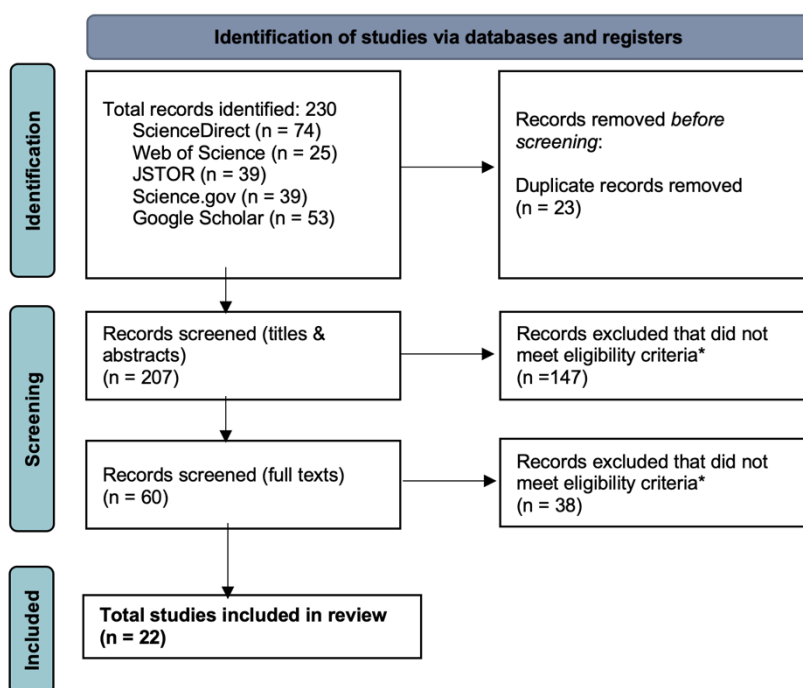 Identification of studies via databases and registers
Identification
Total records identified: 230
ScienceDirect (n = 74)
Web of Science (n = 25)
JSTOR (n = 39)
Science.gov (n = 39)
Google Scholar (n = 53)
Records removed before
screening:
Duplicate records removed
(n = 23)
Screening
Records screened (titles &
abstracts)
(n = 207)
Records excluded that did not
meet eligibility criteria*
(n =147)
Records screened (full texts)
(n = 60)
Records excluded that did not
meet eligibility criteria*
(n = 38)
Included
Total studies included in review
(n = 22)